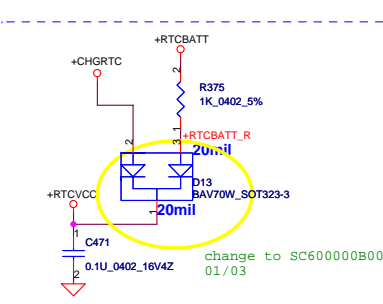 +RTCBATT
+CHGRTC
2
R375
1K_0402_5%
1
+RTCBATT_R
2
3
20mil
D13
BAV70W_SOT323-3
+RTCVCC
1
20mil
1
C471
0.1U_0402_16V4Z
2
change to SC600000B00
01/03